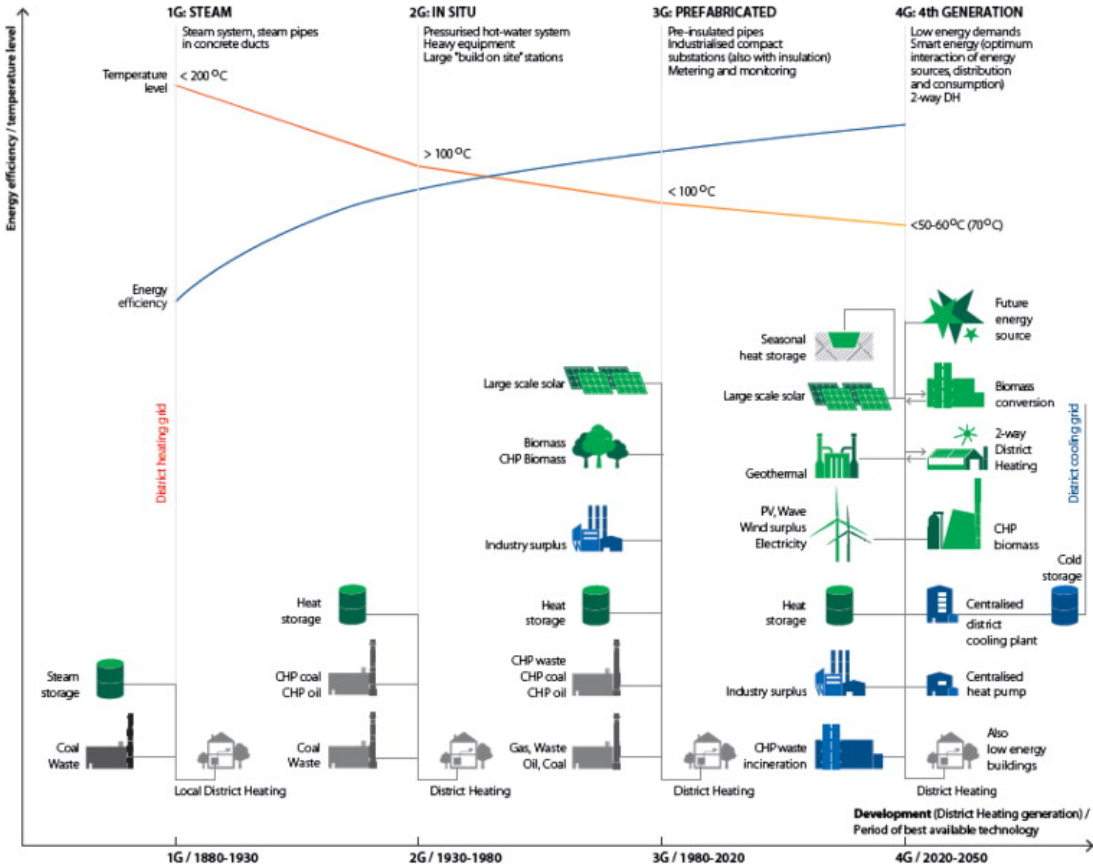 1G: STEAM
Steam system, steam pipes
in concrete ducts
2G: IN SITU
Pressurised hot-water system
Heavy equipment
Large "build on site" stations
3G: PREFABRICATED
Pre-insulated pipes
Industrialised compact
substations (also with insulation)
Metering and monitoring
4G: 4th GENERATION
Low energy demands
Smart energy (optimum
interaction of energy
sources, distribution
and consumption)
2-way DH
Energy efficiency / temperature level
Temperature
level
< 200 °C
> 100 °C
< 100 °C
<50-60°C (70°C)
Energy
efficiency
District heating grid
Steam
storage
Coal
Waste
Local District Heating
Heat
storage
CHP coal
CHP oil
Coal
Waste
District Heating
Large scale solar
Biomass
CHP Biomass
Industry surplus
Heat
storage
CHP waste
CHP coal
CHP oil
Gas, Waste
Oil, Coal
District Heating
Seasonal
heat storage
Large scale solar
Geothermal
PV, Wave
Wind surplus
Electricity
Heat
storage
Industry surplus
CHP waste
incineration
District Heating
Future
energy
source
Biomass
conversion
2-way
District
Heating
CHP
biomass
Cold
storage
Centralised
district
cooling plant
Centralised
heat pump
Also
low energy
buildings
District cooling grid
Development (District Heating generation) /
Period of best available technology
1G / 1880-1930
2G / 1930-1980
3G / 1980-2020
4G / 2020-2050